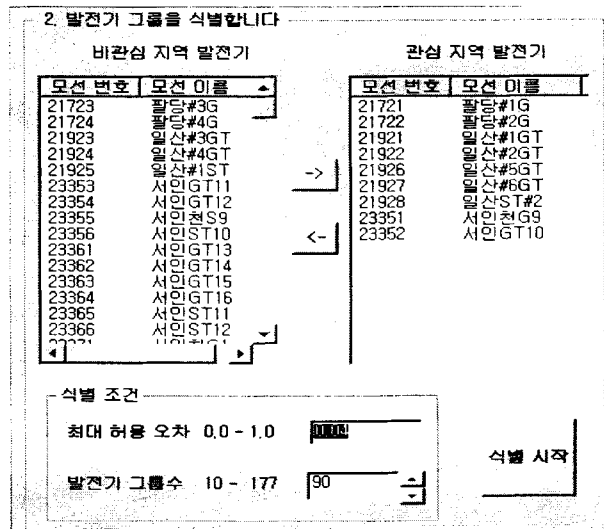 2. 발전기 그룹을 식별합니다
비관심 지역 발전기
관심 지역 발전기
모선 번호 모선 이름
21723 팔당#3G
21724 팔당#4G
21923 일산#3GT
21924 일산#4GT
21925 일산#1ST
23353 서인GT11
23354 서인GT12
23355 서인천S9
23356 서인ST10
23361 서인GT13
23362 서인GT14
23363 서인GT15
23364 서인GT16
23365 서인ST11
23366 서인ST12
->
<-
모선 번호 모선 이름
21721 팔당#1G
21722 팔당#2G
21921 일산#1GT
21922 일산#2GT
21926 일산#5GT
21927 일산#6GT
21928 일산ST#2
23351 서인천G9
23352 서인GT10
식별 조건
최대 허용 오차 0.0 - 1.0
발전기 그룹수 10 - 177 90
식별 시작